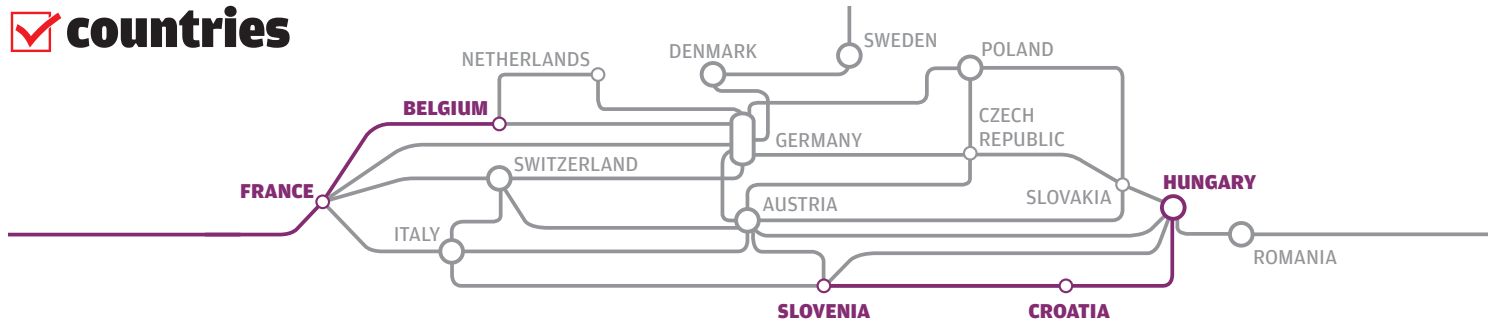 countries
SWEDEN
DENMARK
POLAND
NETHERLANDS
BELGIUM
CZECH
REPUBLIC
GERMANY
SWITZERLAND
FRANCE
HUNGARY
SLOVAKIA
AUSTRIA
ITALY
ROMANIA
SLOVENIA
CROATIA